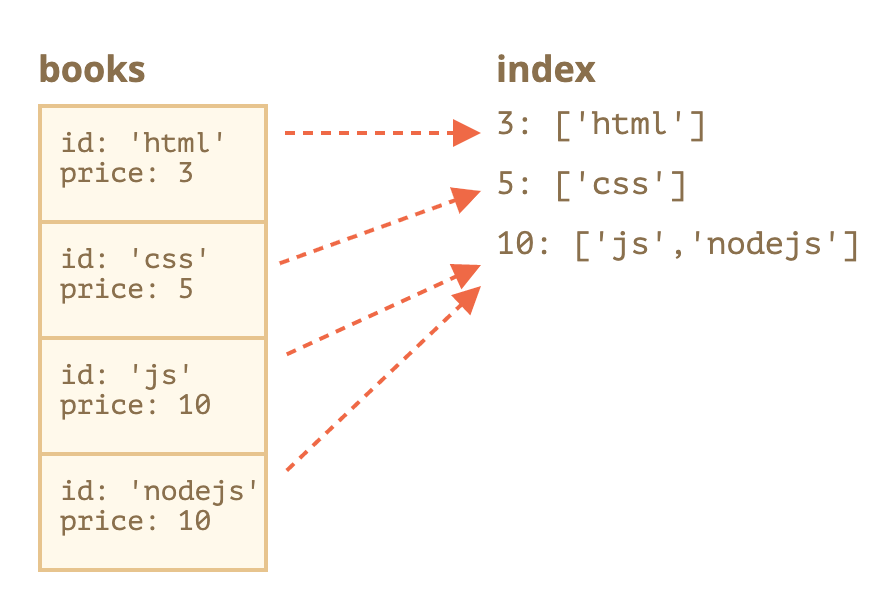 books
id: 'html'
price: 3
id: 'css'
price: 5
id: 'js'
price: 10
id: 'nodejs'
price: 10
index
3: ['html']
5: ['css']
10: ['js','nodejs']